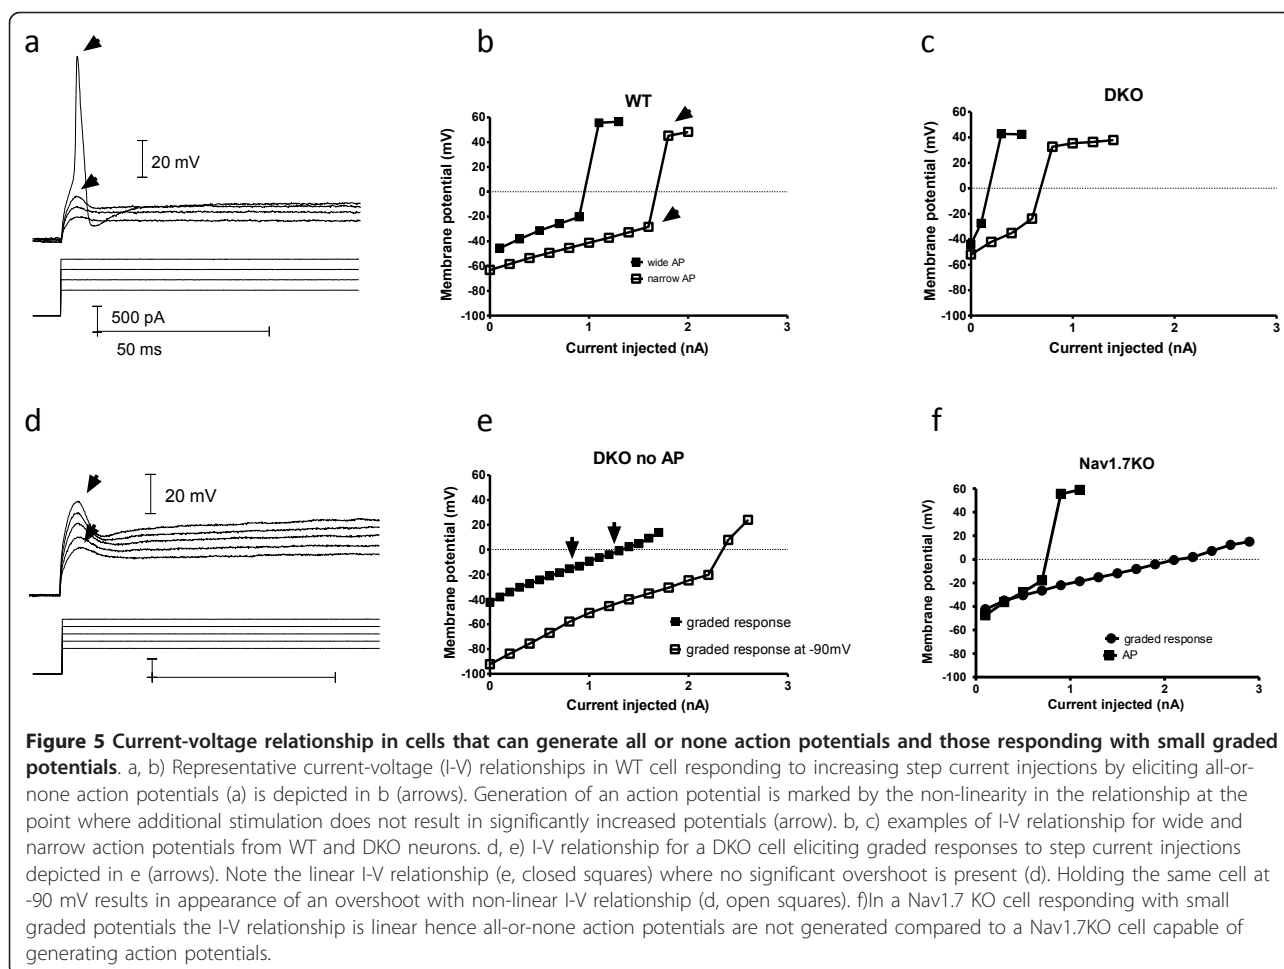 a
20 mV
500 pA
50 ms
b
WT
Membrane potential (mV)
60
40
20
0
-20
-40
-60
-80
-100
wide AP
narrow AP
0
1
2
3
Current injected (nA)
c
DKO
Membrane potential (mV)
60
40
20
0
-20
-40
-60
-80
-100
0
1
2
3
Current injected (nA)
d
20 mV
e
DKO no AP
Membrane potential (mV)
60
40
20
0
-20
-40
-60
-80
-100
graded response
graded response at -90mV
0
1
2
3
Current injected (nA)
f
Nav1.7KO
Membrane potential (mV)
60
40
20
0
-20
-40
-60
-80
-100
graded response
AP
0
1
2
3
Current injected (nA)
Figure 5 Current-voltage relationship in cells that can generate all or none action potentials and those responding with small graded
potentials. a, b) Representative current-voltage (I-V) relationships in WT cell responding to increasing step current injections by eliciting all-or-
none action potentials (a) is depicted in b (arrows). Generation of an action potential is marked by the non-linearity in the relationship at the
point where additional stimulation does not result in significantly increased potentials (arrow). b, c) examples of I-V relationship for wide and
narrow action potentials from WT and DKO neurons. d, e) I-V relationship for a DKO cell eliciting graded responses to step current injections
depicted in e (arrows). Note the linear I-V relationship (e, closed squares) where no significant overshoot is present (d). Holding the same cell at
-90 mV results in appearance of an overshoot with non-linear I-V relationship (d, open squares). f)In a Nav1.7 KO cell responding with small
graded potentials the I-V relationship is linear hence all-or-none action potentials are not generated compared to a Nav1.7KO cell capable of
generating action potentials.